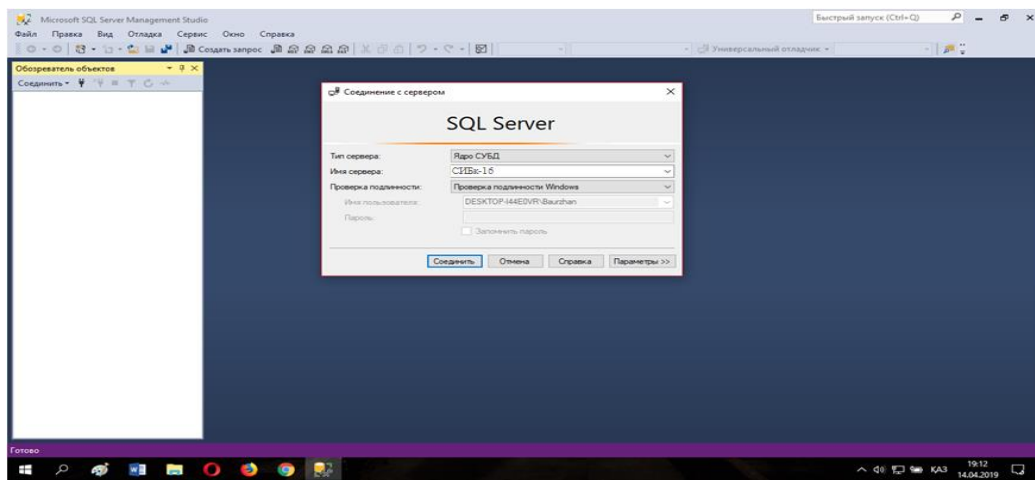 Microsoft SQL Server Management Studio
Быстрый запуск (Ctrl+Q)
Файл Правка Вид Отладка Сервис Окно Справка
Создать запрос
Универсальный отладчик
Обозреватель объектов
Соединить
Соединение с сервером
SQL Server
Тип сервера: Ядро СУБД
Имя сервера: СИБк-16
Проверка подлинности: Проверка подлинности Windows
Имя пользователя: DESKTOP-I44E0VR\Baurzhan
Пароль:
Запомнить пароль
Соединить Отмена Справка Параметры >>
Готово
ҚАЗ 19:12
14.04.2019